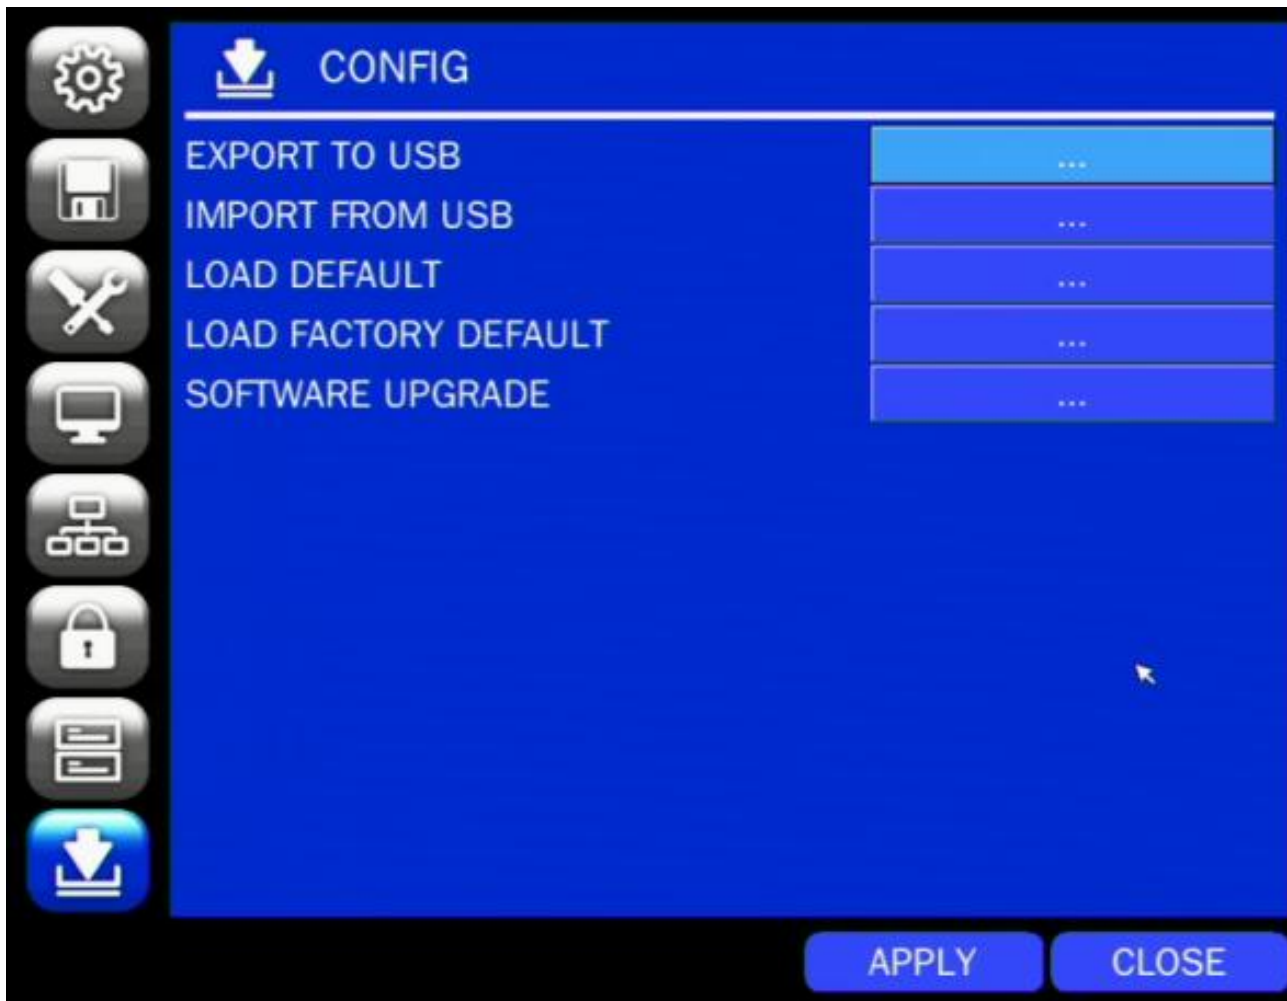 CONFIG
EXPORT TO USB ...
IMPORT FROM USB ...
LOAD DEFAULT ...
LOAD FACTORY DEFAULT ...
SOFTWARE UPGRADE ...
APPLY CLOSE